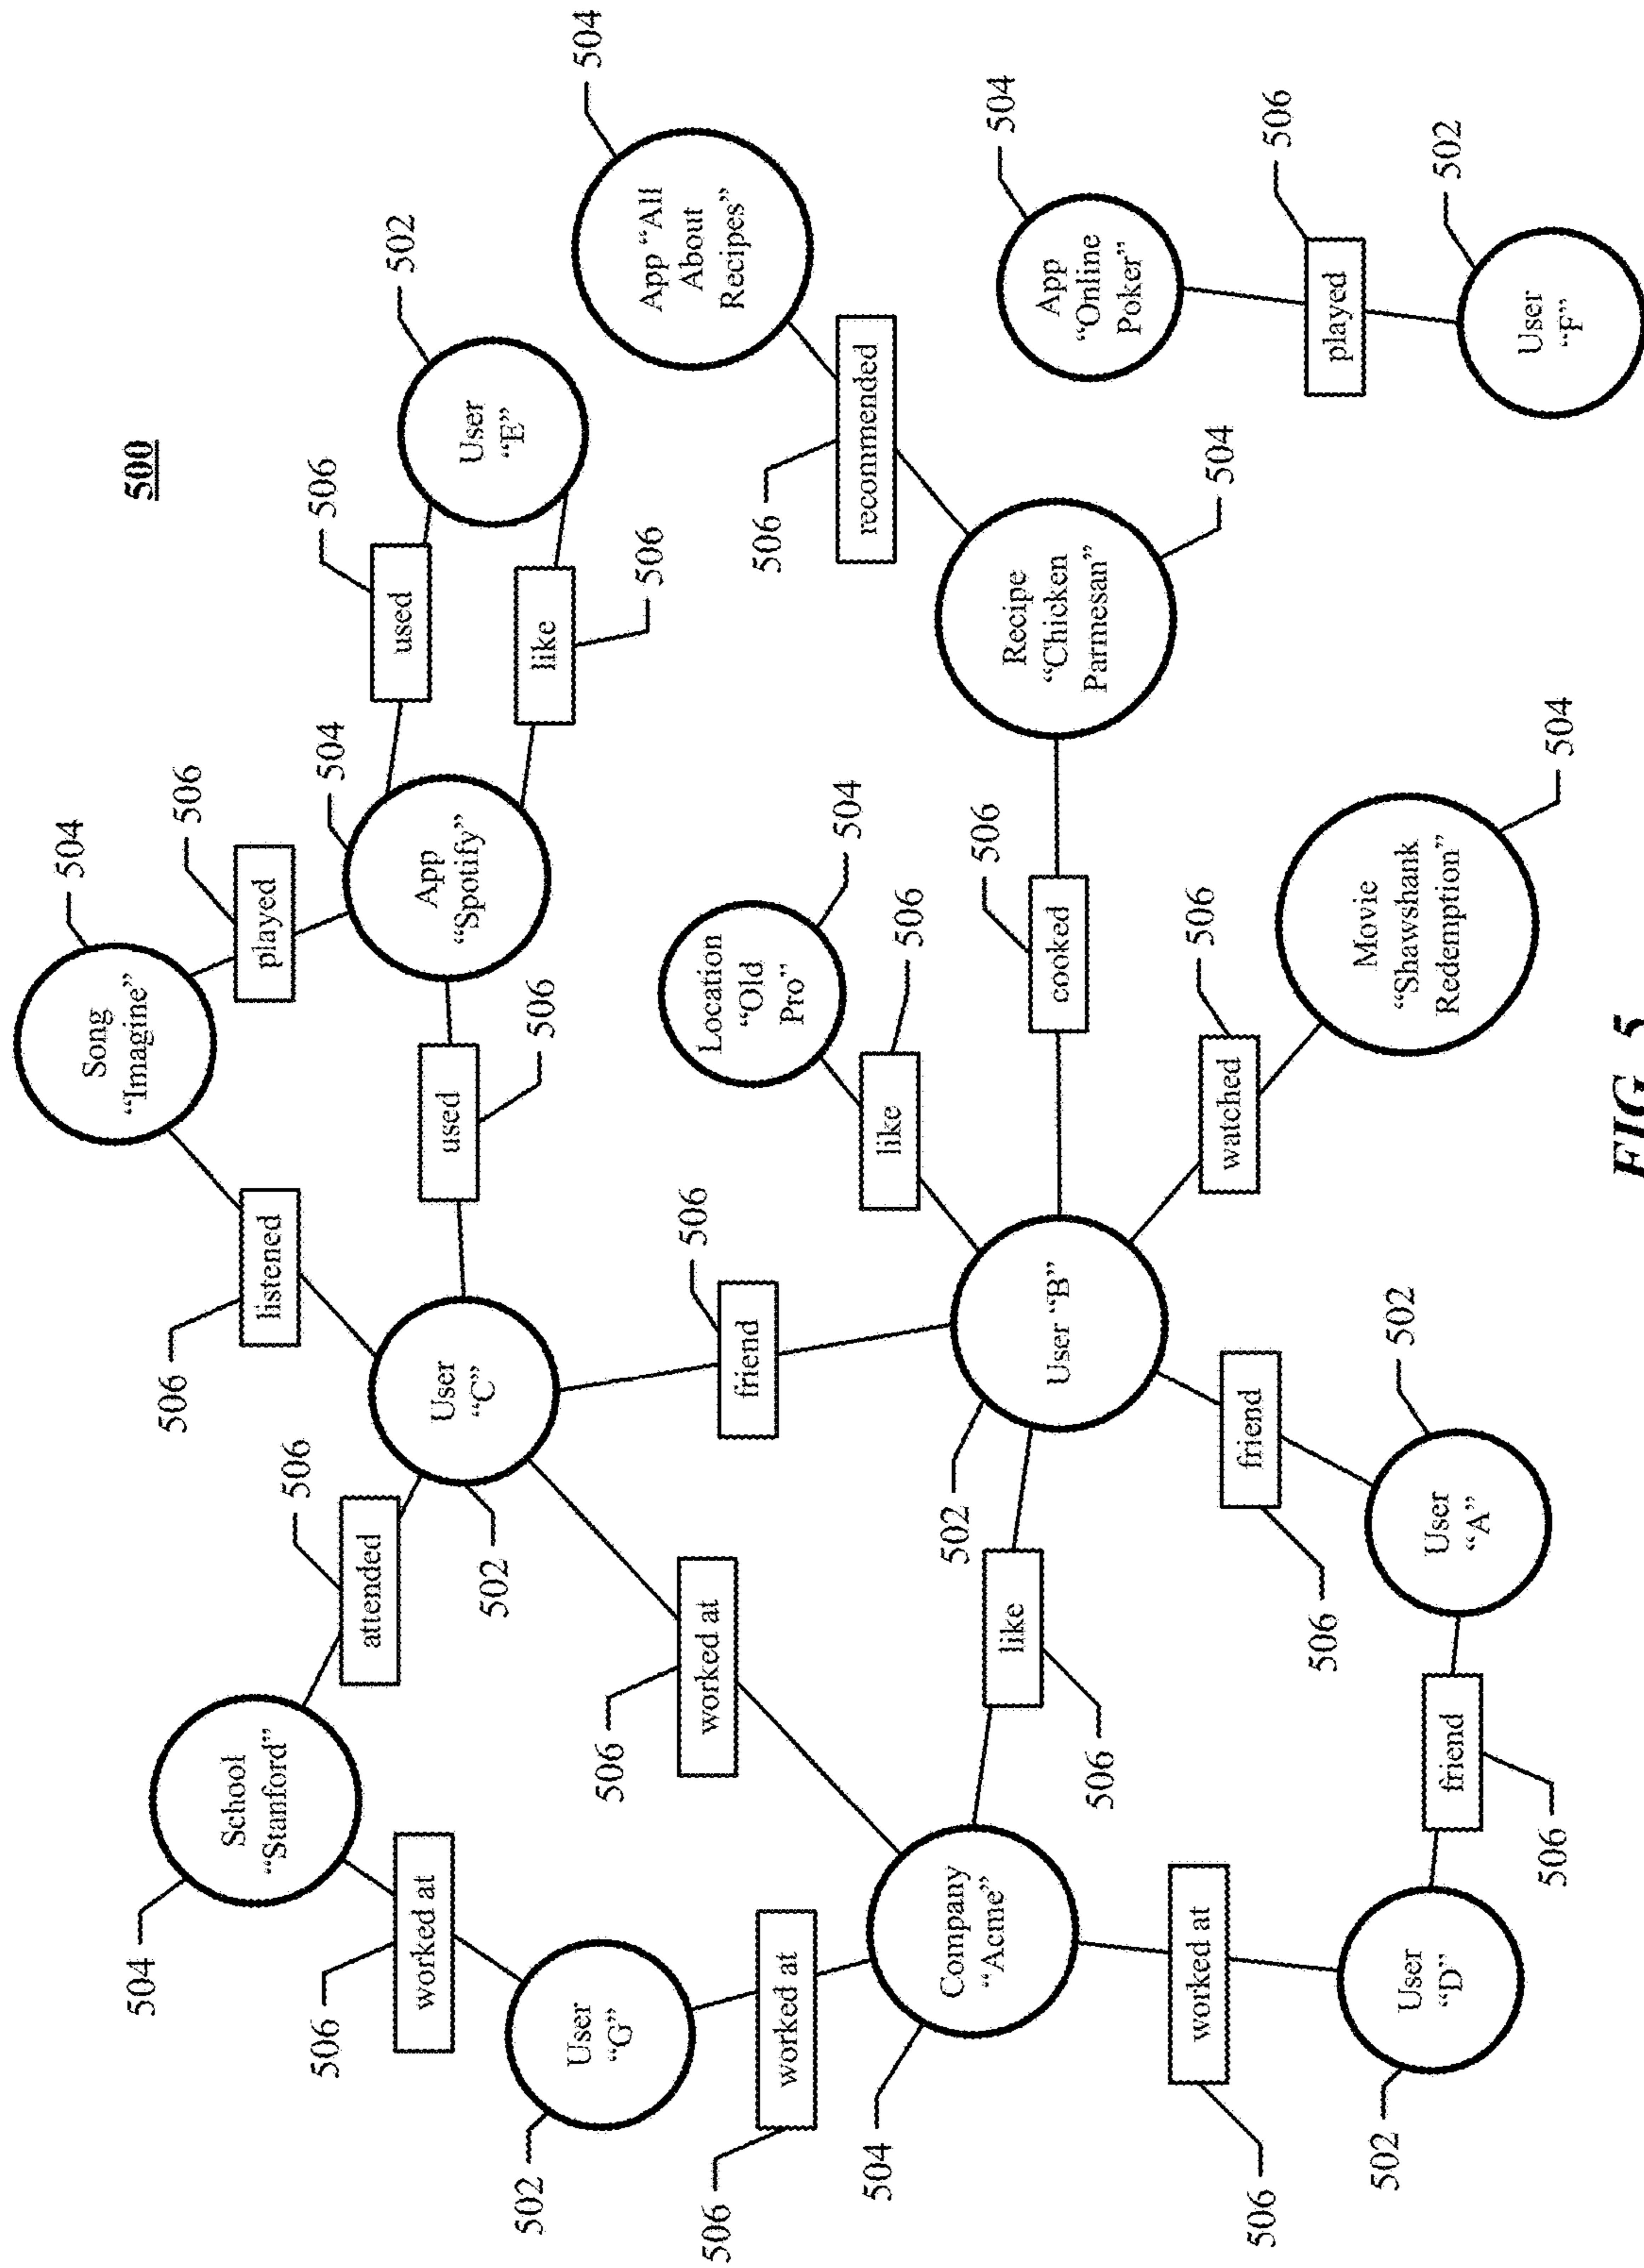 500
504
Song
“Imagine”
504
506
listened
506
played
506
School
“Stanford”
504
506
attended
506
worked at
User
“C”
502
506
used
App
“Spotify”
504
506
used
User
“E”
502
506
like
502
User
“G”
506
worked at
506
worked at
506
friend
Location
“Old
Pro”
504
506
like
504
App “All
About
Recipes”
506
recommended
504
Company
“Acme”
506
like
502
User “B”
506
cooked
Recipe
“Chicken
Parmesan”
504
App
“Online
Poker”
504
506
worked at
506
friend
506
watched
506
played
502
User
“D”
506
friend
User
“A”
502
Movie
“Shawshank
Redemption”
504
User
“F”
502
FIG. 5